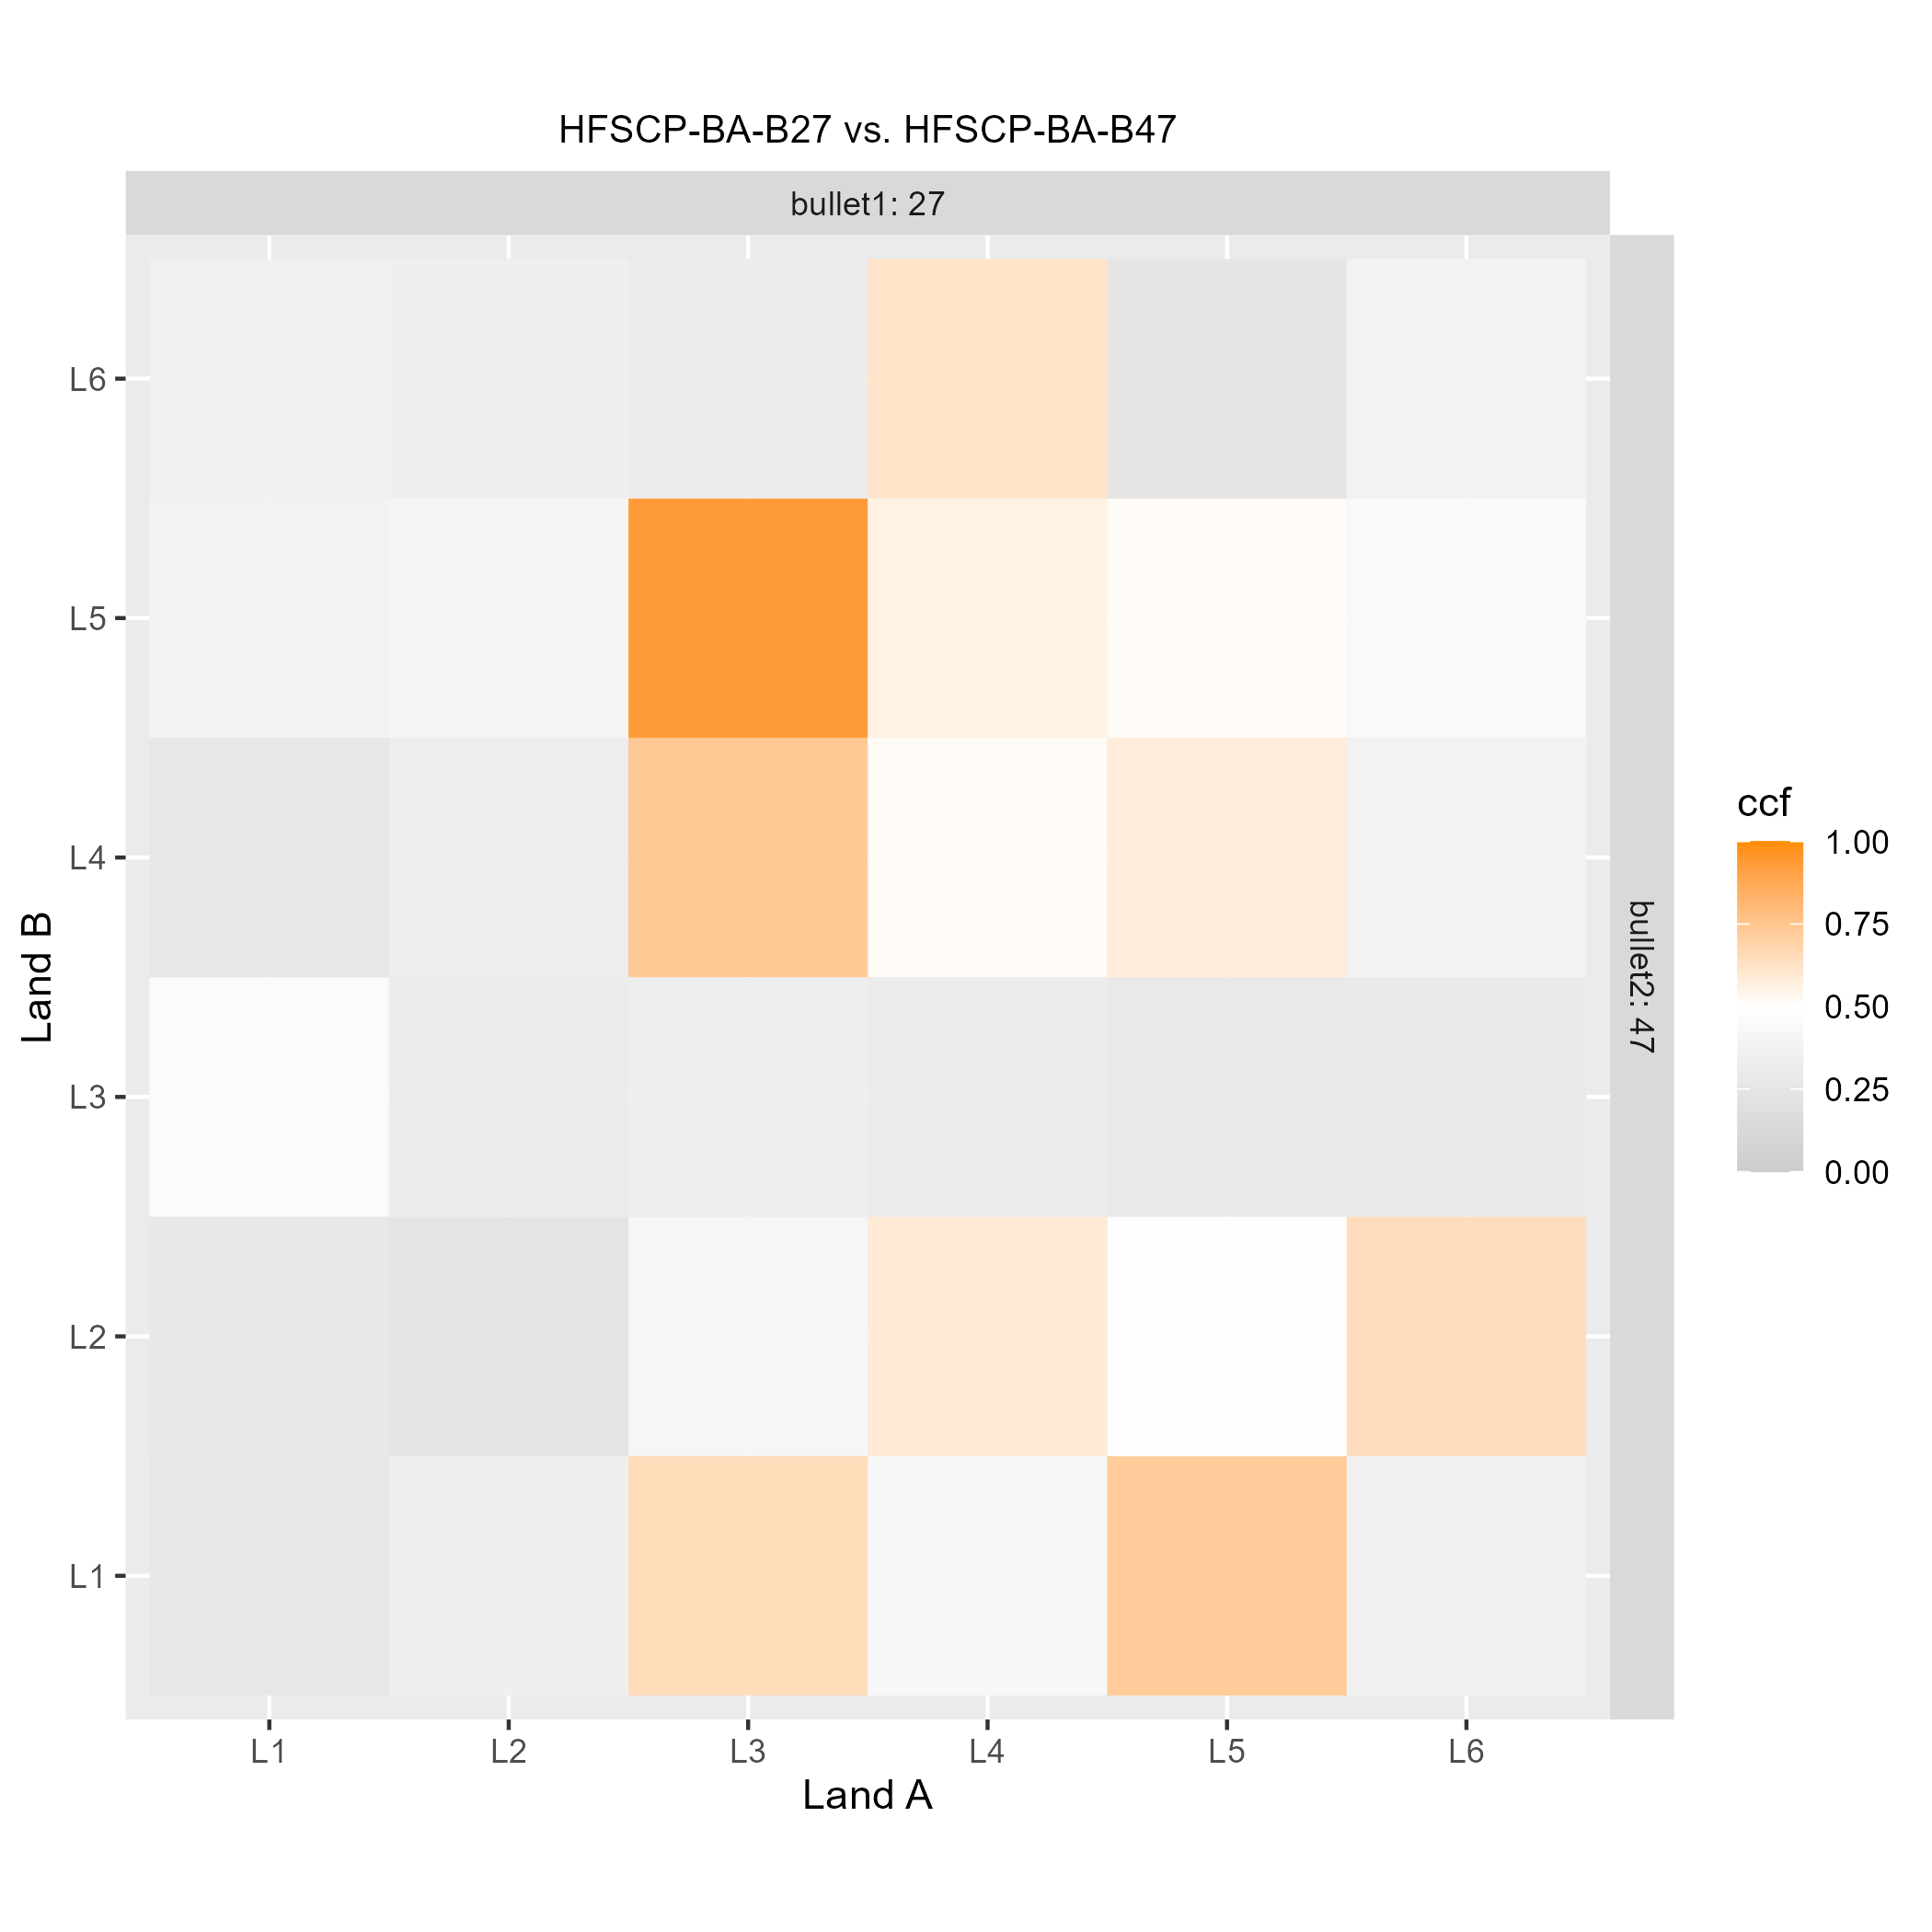 HFSCP-BA-B27 vs. HFSCP-BA-B47
bullet1: 27
L6
L5
L4
L3
L2
L1
Land B
bullet2: 47
L1
L2
L3
L4
L5
L6
Land A
ccf
1.00
0.75
0.50
0.25
0.00